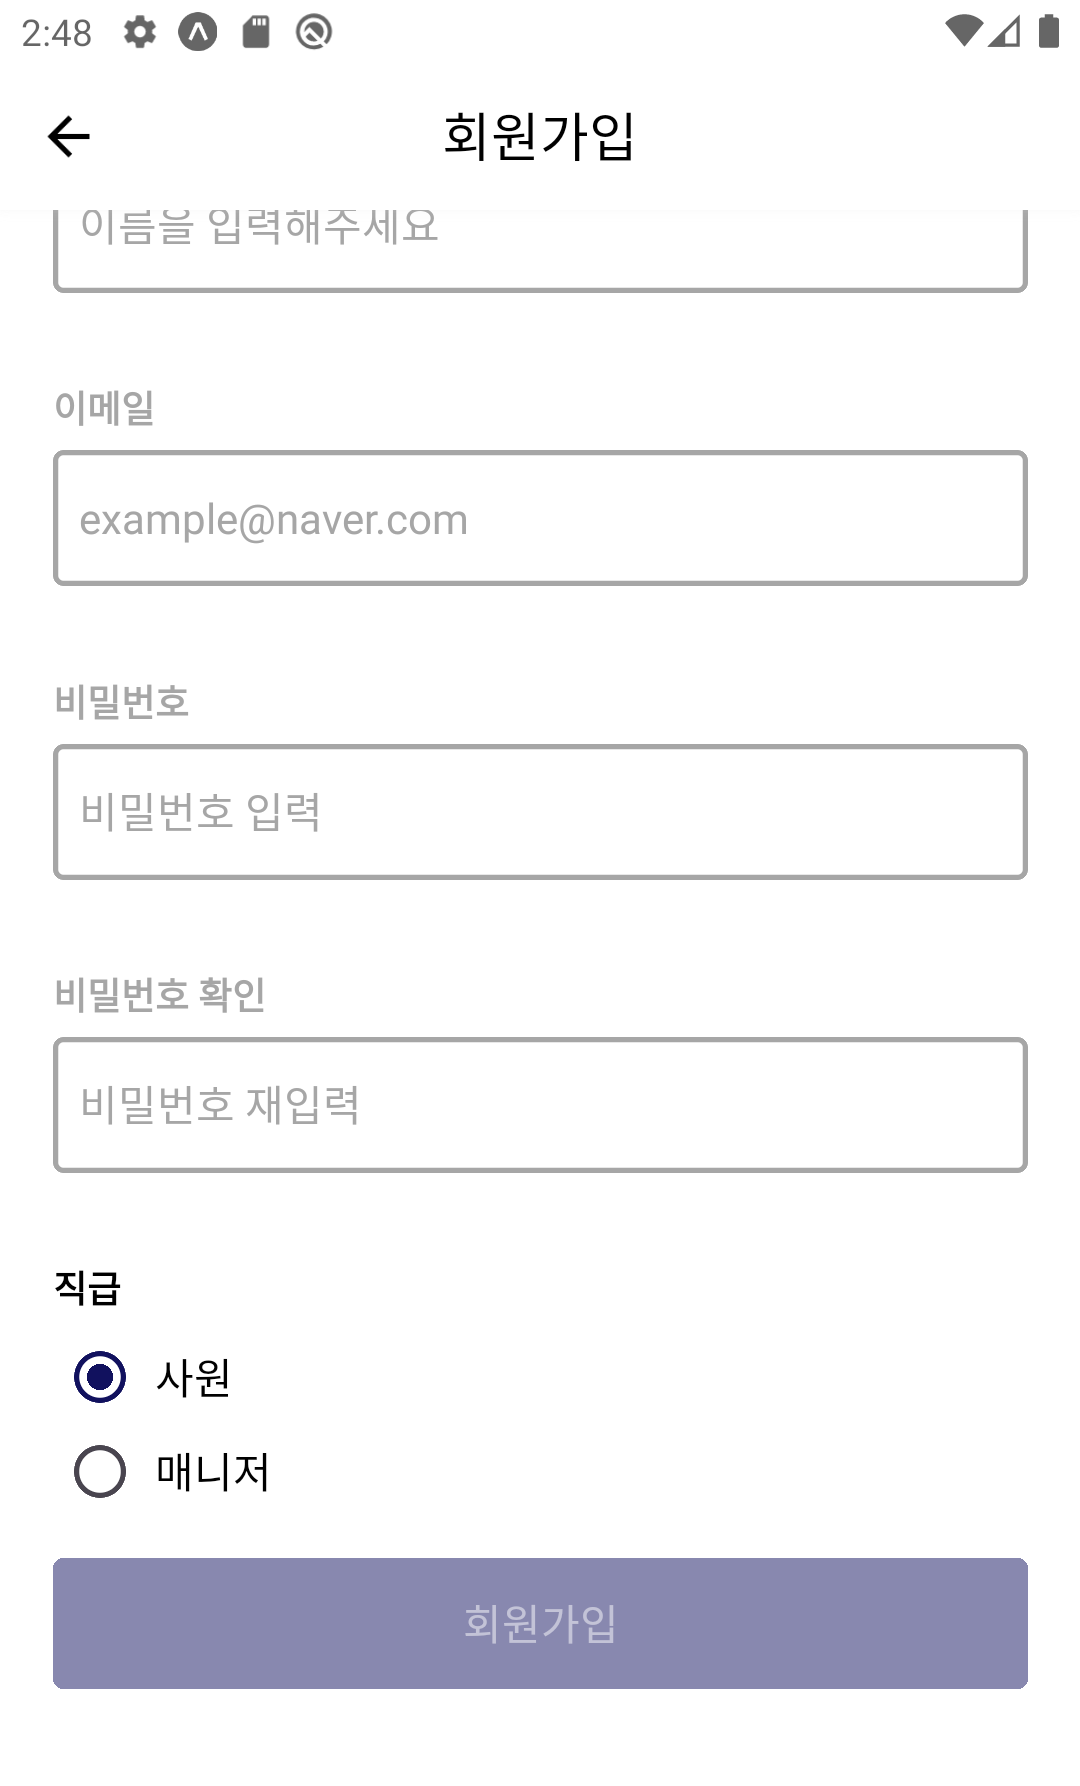 2:48
회원가입
이름을 입력해주세요
이메일
example@naver.com
비밀번호
비밀번호 입력
비밀번호 확인
비밀번호 재입력
직급
사원
매니저
회원가입